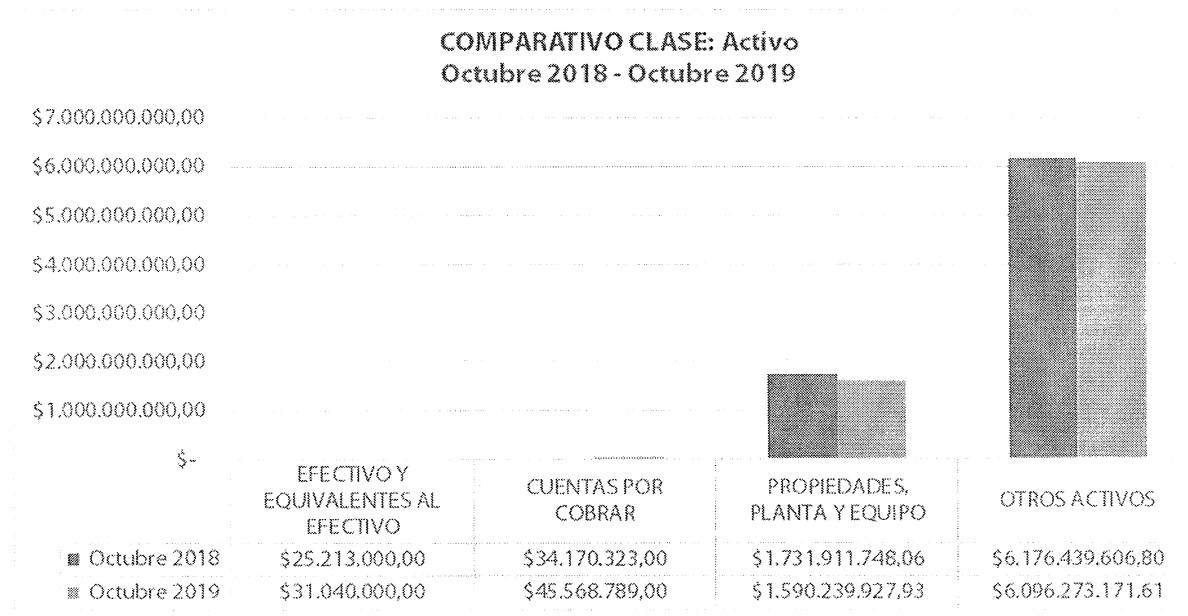 COMPARATIVO CLASE: Activo
Octubre 2018 - Octubre 2019
$7.000.000.000,00
$6.000.000.000,00
$5.000.000.000,00
$4.000.000.000,00
$3.000.000.000,00
$2.000.000.000,00
$1.000.000.000,00
$-
EFECTIVO Y
EQUIVALENTES AL
EFECTIVO
CUENTAS POR
COBRAR
PROPIEDADES,
PLANTA Y EQUIPO
OTROS ACTIVOS
Octubre 2018 $25.213.000,00 $34.170.323,00 $1.731.911.748,06 $6.176.439.606,80
Octubre 2019 $31.040.000,00 $45.568.789,00 $1.590.239.927,93 $6.096.273.171,61